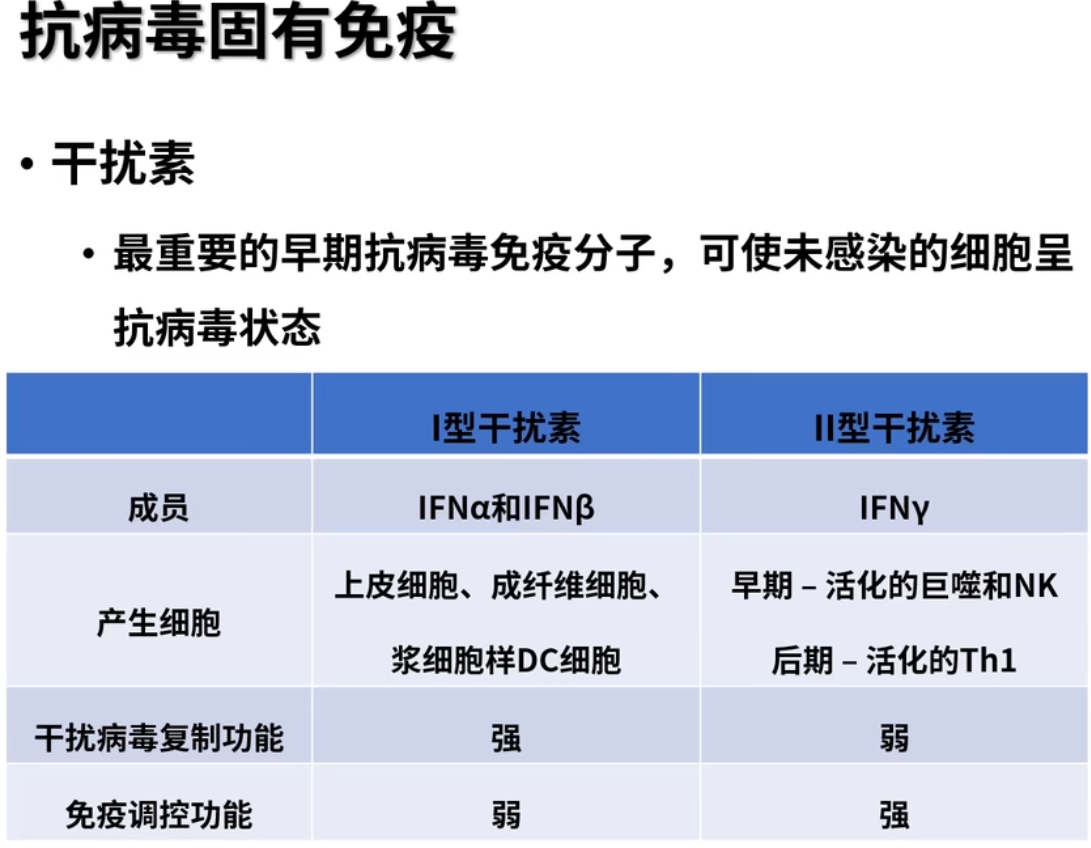 抗病毒固有免疫
• 干扰素
• 最重要的早期抗病毒免疫分子，可使未感染的细胞呈
抗病毒状态
I型干扰素 II型干扰素
成员 IFNα和IFNβ IFNγ
产生细胞 上皮细胞、成纤维细胞、 早期 – 活化的巨噬和NK
浆细胞样DC细胞 后期 – 活化的Th1
干扰病毒复制功能 强 弱
免疫调控功能 弱 强